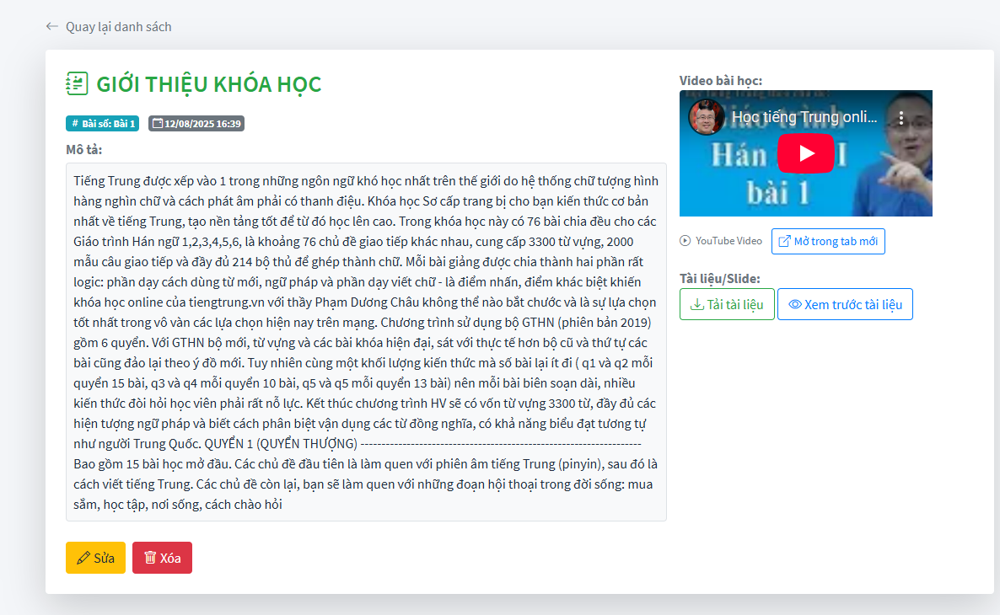 Quay lại danh sách
GIỚI THIỆU KHÓA HỌC
# Bài số: Bài 1
12/08/2025 16:39
Mô tả:
Tiếng Trung được xếp vào 1 trong những ngôn ngữ khó học nhất trên thế giới do hệ thống chữ tượng hình
hàng nghìn chữ và cách phát âm phải có thanh điệu. Khóa học Sơ cấp trang bị cho bạn kiến thức cơ bản
nhất về tiếng Trung, tạo nền tảng tốt để từ đó học lên cao. Trong khóa học này có 76 bài chia đều cho các
Giáo trình Hán ngữ 1,2,3,4,5,6, là khoảng 76 chủ đề giao tiếp khác nhau, cung cấp 3300 từ vựng, 2000
mẫu câu giao tiếp và đầy đủ 214 bộ thủ để ghép thành chữ. Mỗi bài giảng được chia thành hai phần rất
logic: phần dạy cách dùng từ mới, ngữ pháp và phần dạy viết chữ - là điểm nhấn, điểm khác biệt khiến
khóa học online của tiengtrung.vn với thầy Phạm Dương Châu không thể nào bắt chước và là sự lựa chọn
tốt nhất trong vô vàn các lựa chọn hiện nay trên mạng. Chương trình sử dụng bộ GTHN (phiên bản 2019)
gồm 6 quyển. Với GTHN bộ mới, từ vựng và các bài khóa hiện đại, sát với thực tế hơn bộ cũ và thứ tự các
bài cũng đảo lại theo ý đồ mới. Tuy nhiên cùng một khối lượng kiến thức mà số bài lại ít đi ( q1 và q2 mỗi
quyển 15 bài, q3 và q4 mỗi quyển 10 bài, q5 và q5 mỗi quyển 13 bài) nên mỗi bài biên soạn dài, nhiều
kiến thức đòi hỏi học viên phải rất nỗ lực. Kết thúc chương trình HV sẽ có vốn từ vựng 3300 từ, đầy đủ các
hiện tượng ngữ pháp và biết cách phân biệt vận dụng các từ đồng nghĩa, có khả năng biểu đạt tương tự
như người Trung Quốc. QUYỂN 1 (QUYỂN THƯỢNG) -------------------------------------------------------------------
Bao gồm 15 bài học mở đầu. Các chủ đề đầu tiên là làm quen với phiên âm tiếng Trung (pinyin), sau đó là
cách viết tiếng Trung. Các chủ đề còn lại, bạn sẽ làm quen với những đoạn hội thoại trong đời sống: mua
sắm, học tập, nơi sống, cách chào hỏi
Sửa
Xóa
Video bài học:
Học tiếng Trung onli...
Giáo trình
Hán I
bài 1
YouTube Video
Mở trong tab mới
Tài liệu/Slide:
Tải tài liệu
Xem trước tài liệu